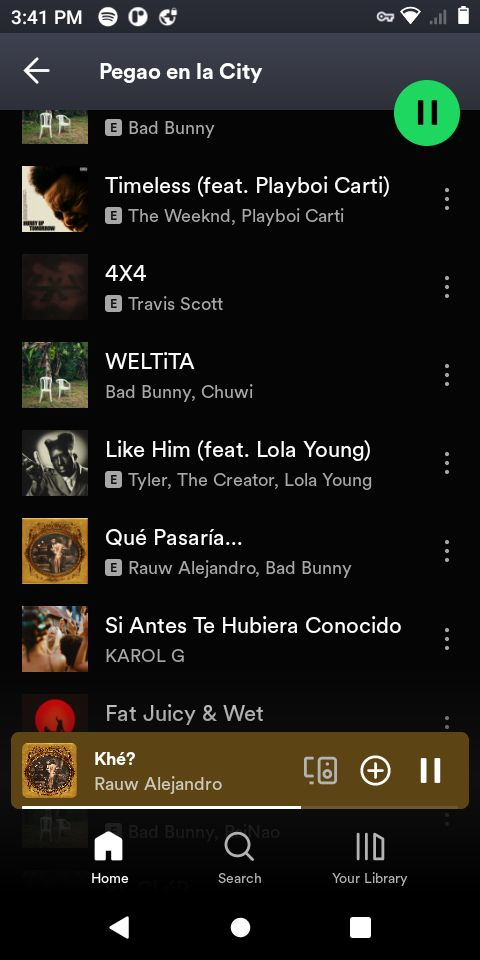 3:41 PM
Pegao en la City
E Bad Bunny
Timeless (feat. Playboi Carti)
E The Weeknd, Playboi Carti
4X4
E Travis Scott
WELTiTA
Bad Bunny, Chuwi
Like Him (feat. Lola Young)
E Tyler, The Creator, Lola Young
Qué Pasaría...
E Rauw Alejandro, Bad Bunny
Si Antes Te Hubiera Conocido
KAROL G
Fat Juicy & Wet
Khé?
Rauw Alejandro
E Bad Bunny, RaiNao
Home
Search
Your Library